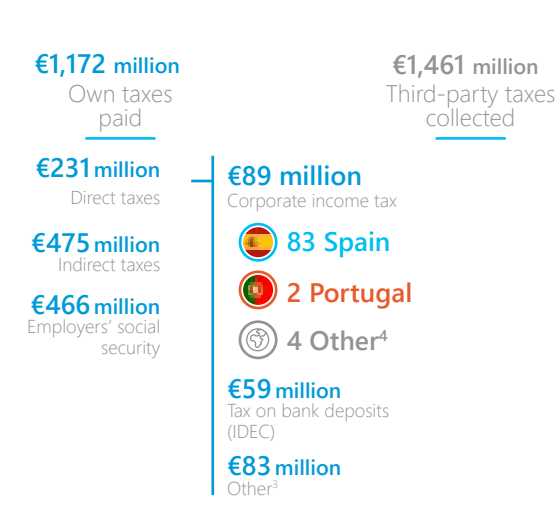 €1,172 million
Own taxes
paid
€1,461 million
Third-party taxes
collected
€231 million
Direct taxes
€475 million
Indirect taxes
€466 million
Employers’ social
security
€89 million
Corporate income tax
83 Spain
2 Portugal
4 Other⁴
€59 million
Tax on bank deposits
(IDEC)
€83 million
Other³